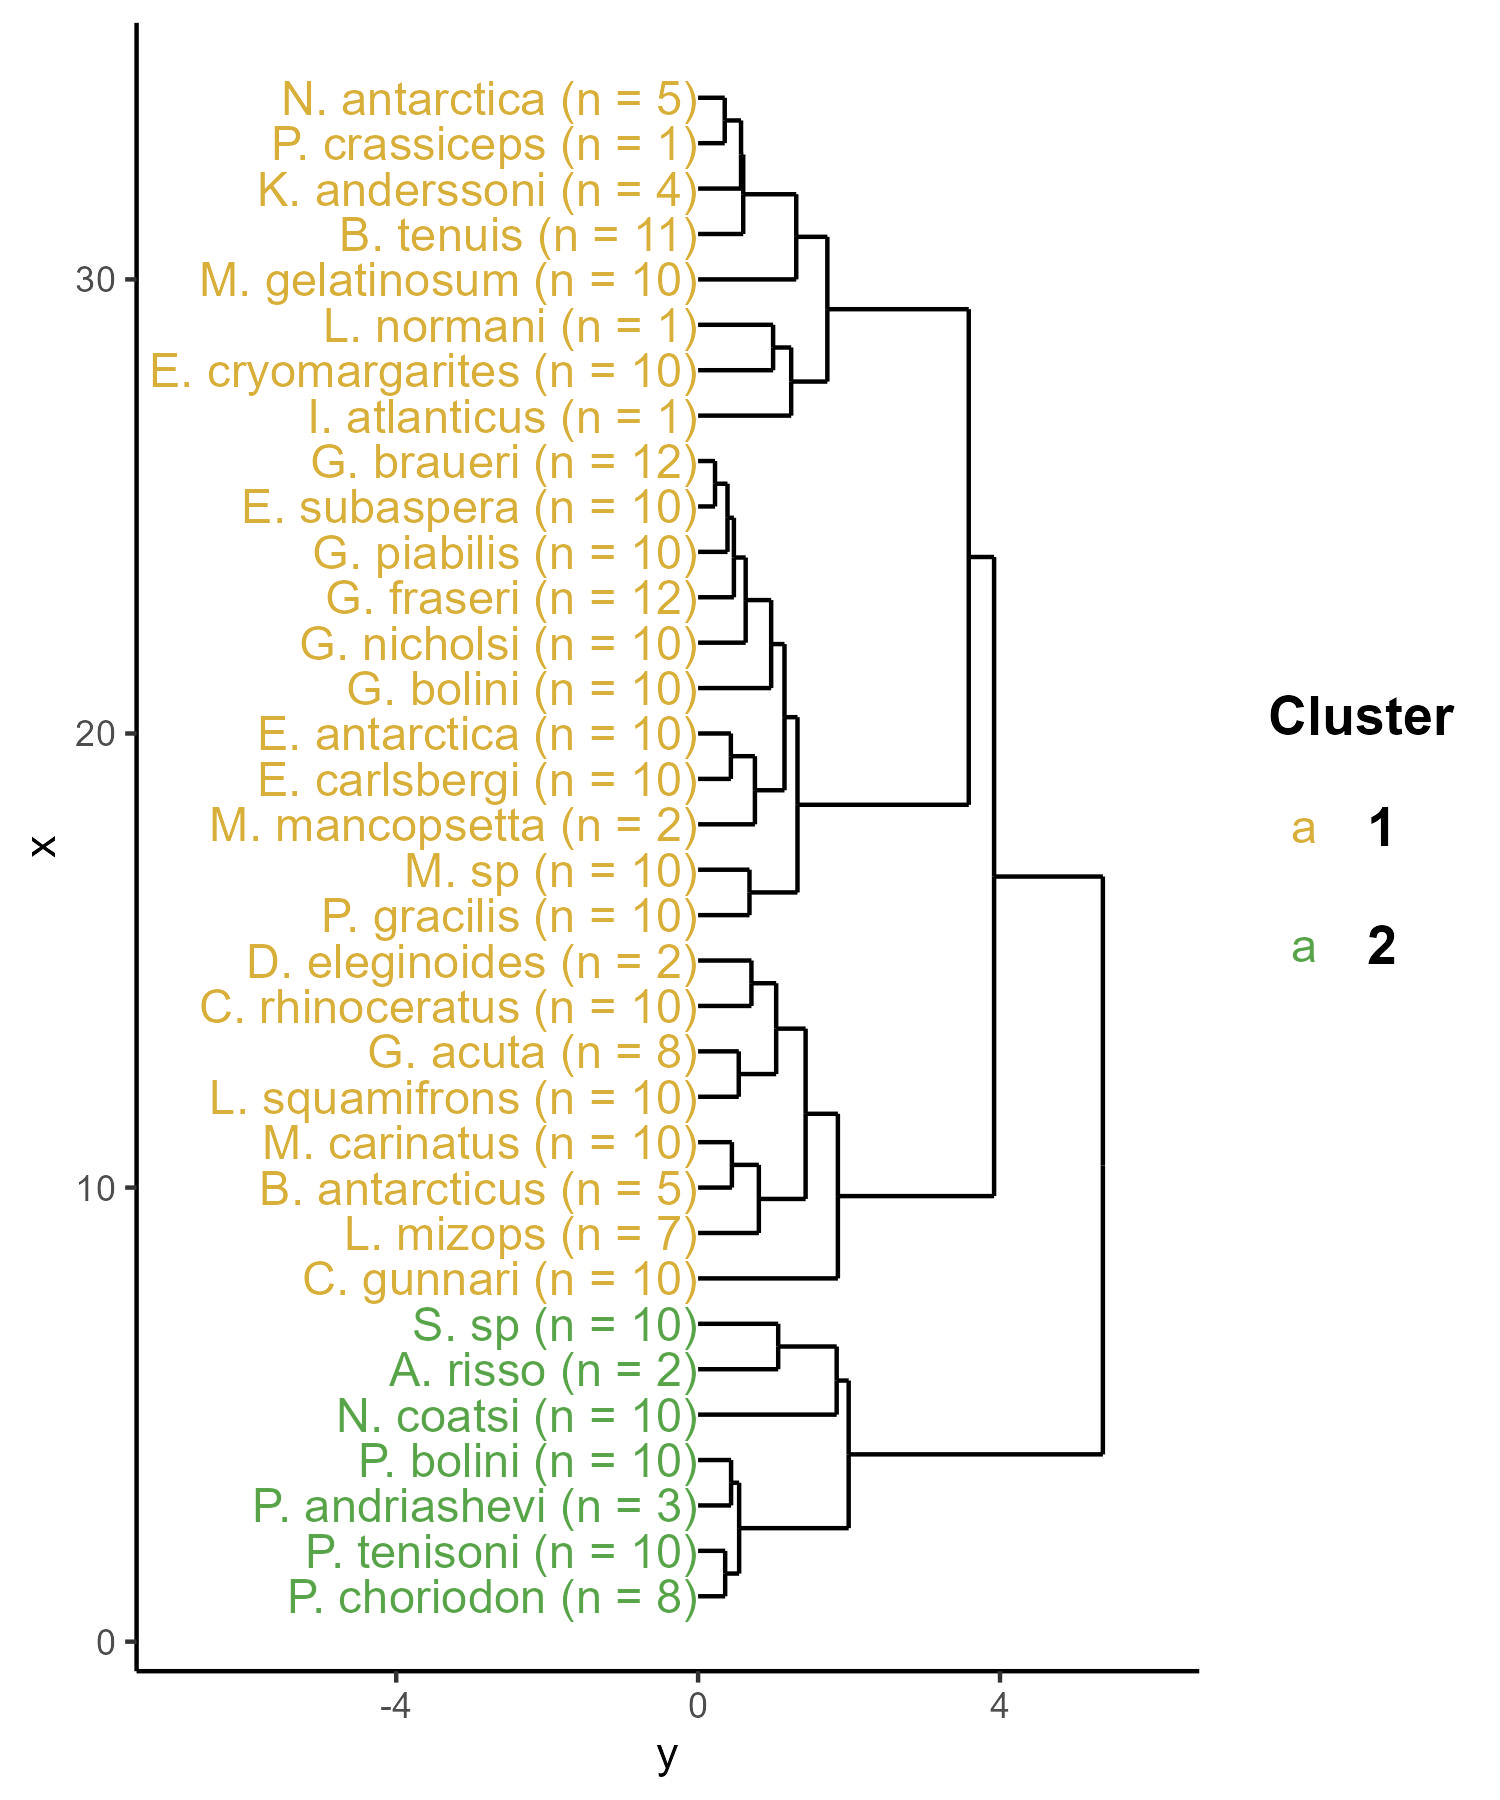 N. antarctica (n = 5)
P. crassiceps (n = 1)
K. anderssoni (n = 4)
B. tenuis (n = 11)
30
M. gelatinosum (n = 10)
L. normani (n = 1)
E. cryomargarites (n = 10)
I. atlanticus (n = 1)
G. braueri (n = 12)
E. subaspera (n = 10)
G. piabilis (n = 10)
G. fraseri (n = 12)
G. nicholsi (n = 10)
G. bolini (n = 10)
20
E. antarctica (n = 10)
E. carlsbergi (n = 10)
M. mancopsetta (n = 2)
M. sp (n = 10)
P. gracilis (n = 10)
D. eleginoides (n = 2)
C. rhinoceratus (n = 10)
G. acuta (n = 8)
L. squamifrons (n = 10)
M. carinatus (n = 10)
10
B. antarcticus (n = 5)
L. mizops (n = 7)
C. gunnari (n = 10)
S. sp (n = 10)
A. risso (n = 2)
N. coatsi (n = 10)
P. bolini (n = 10)
P. andriashevi (n = 3)
P. tenisoni (n = 10)
P. choriodon (n = 8)
0
x
-4 0 4
y
Cluster
a 1
a 2